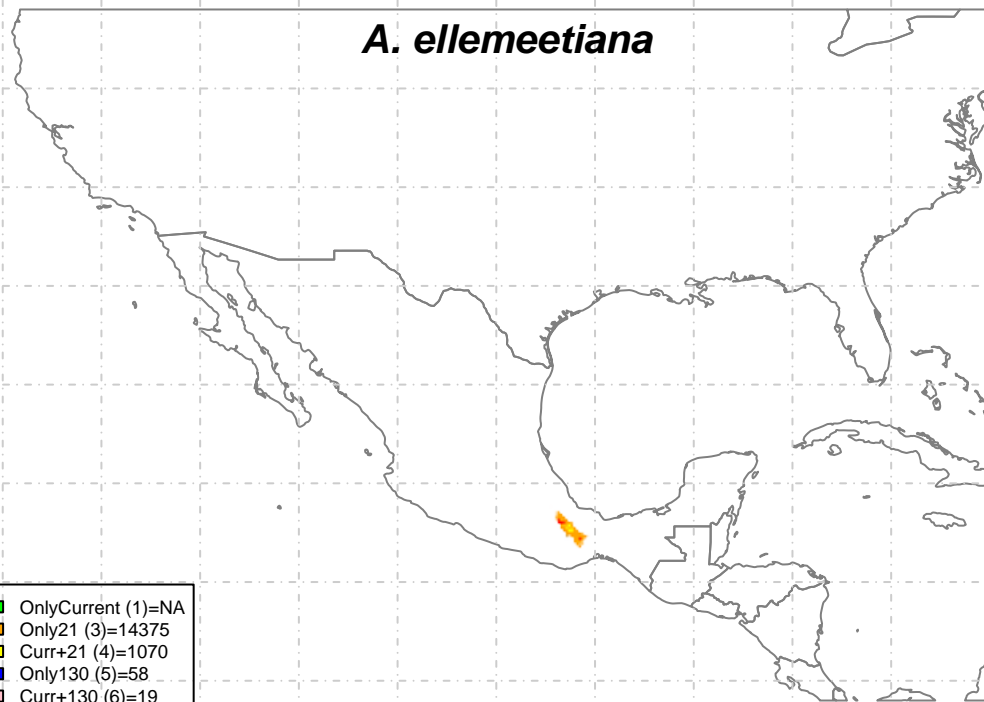 A. ellemeetiana
OnlyCurrent (1)=NA
Only21 (3)=14375
Curr+21 (4)=1070
Only130 (5)=58
Curr+130 (6)=19